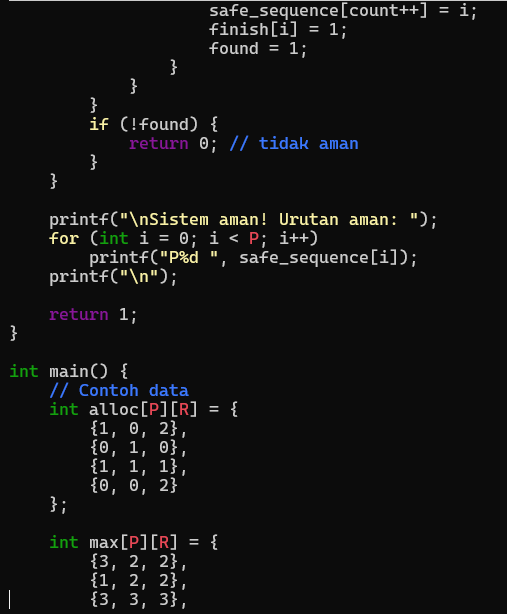 safe_sequence[count++] = i;
                    finish[i] = 1;
                    found = 1;
                }
            }
        }
        if (!found) {
            return 0; // tidak aman
        }
    }

    printf("\nSistem aman! Urutan aman: ");
    for (int i = 0; i < P; i++)
        printf("P%d ", safe_sequence[i]);
    printf("\n");

    return 1;
}

int main() {
    // Contoh data
    int alloc[P][R] = {
        {1, 0, 2},
        {0, 1, 0},
        {1, 1, 1},
        {0, 0, 2}
    };

    int max[P][R] = {
        {3, 2, 2},
        {1, 2, 2},
        {3, 3, 3},